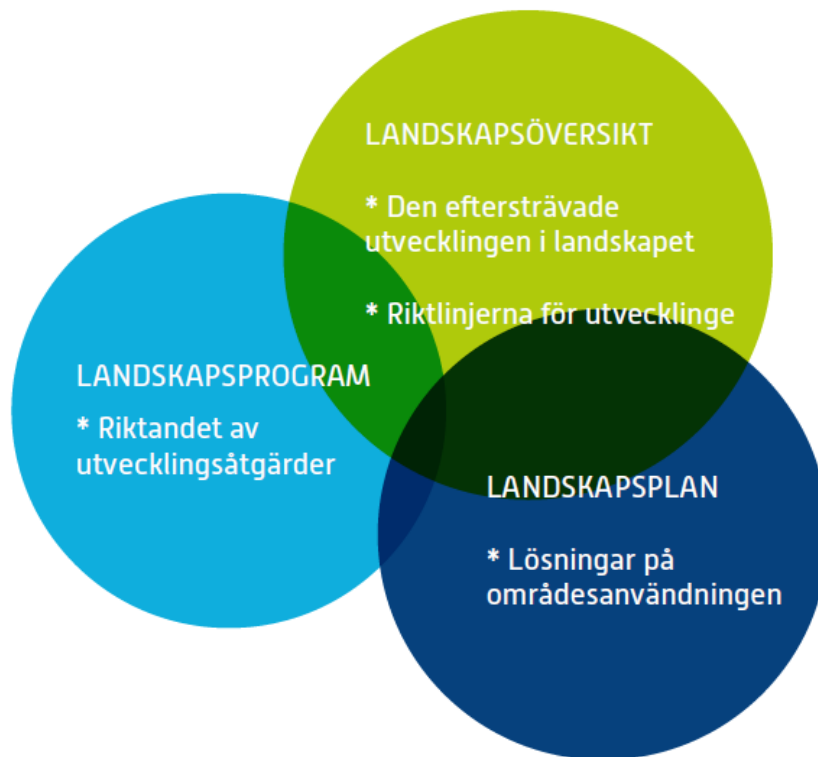 LANDSKAPSÖVERSIKT
* Den eftersträvade
utvecklingen i landskapet
* Riktlinjerna för utvecklinge
LANDSKAPSPROGRAM
* Riktandet av
utvecklingsåtgärder
LANDSKAPSPLAN
* Lösningar på
områdesanvändningen